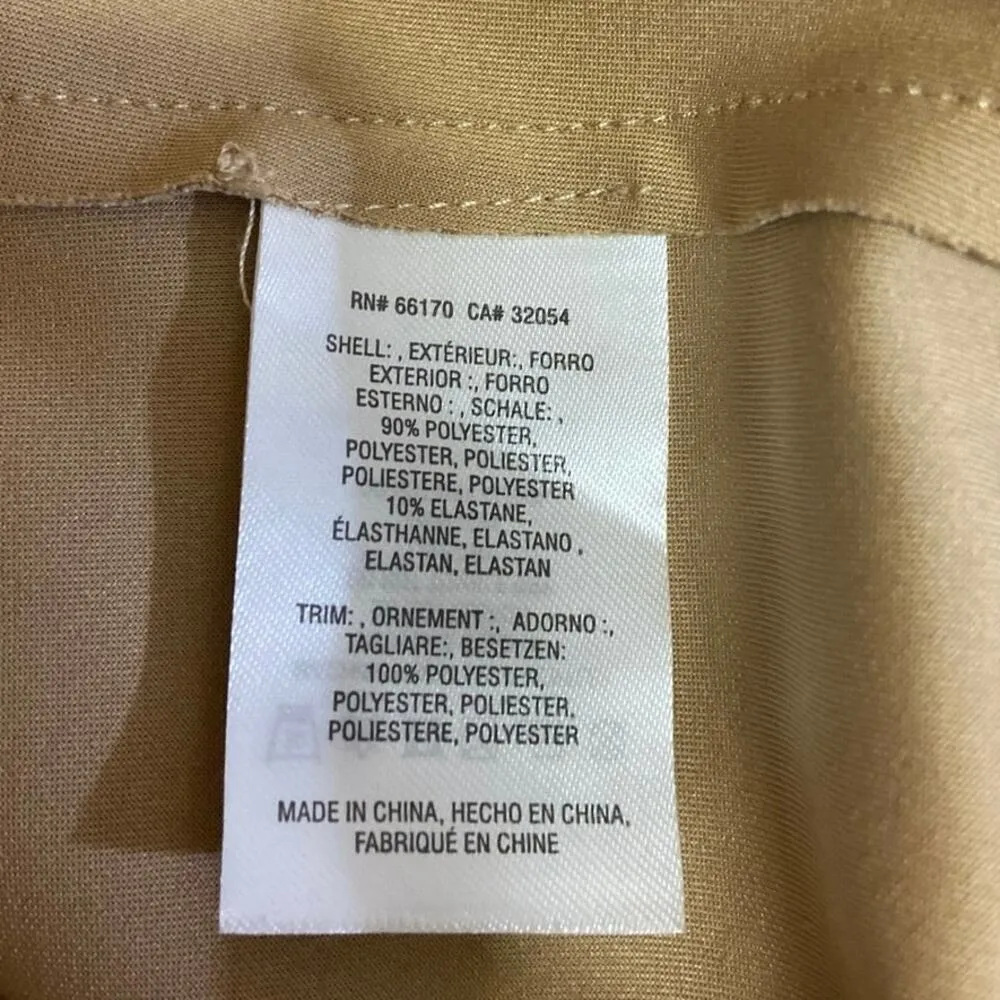 RN# 66170 CA# 32054
SHELL: , EXTÉRIEUR:, FORRO
EXTERIOR :, FORRO
ESTERNO : , SCHALE: ,
90% POLYESTER,
POLYESTER, POLIESTER,
POLIESTERE, POLYESTER
10% ELASTANE,
ÉLASTHANNE, ELASTANO ,
ELASTAN, ELASTAN
TRIM: , ORNEMENT :, ADORNO :,
TAGLIARE:, BESETZEN:
100% POLYESTER,
POLYESTER, POLIESTER,
POLIESTERE, POLYESTER
MADE IN CHINA, HECHO EN CHINA,
FABRIQUÉ EN CHINE